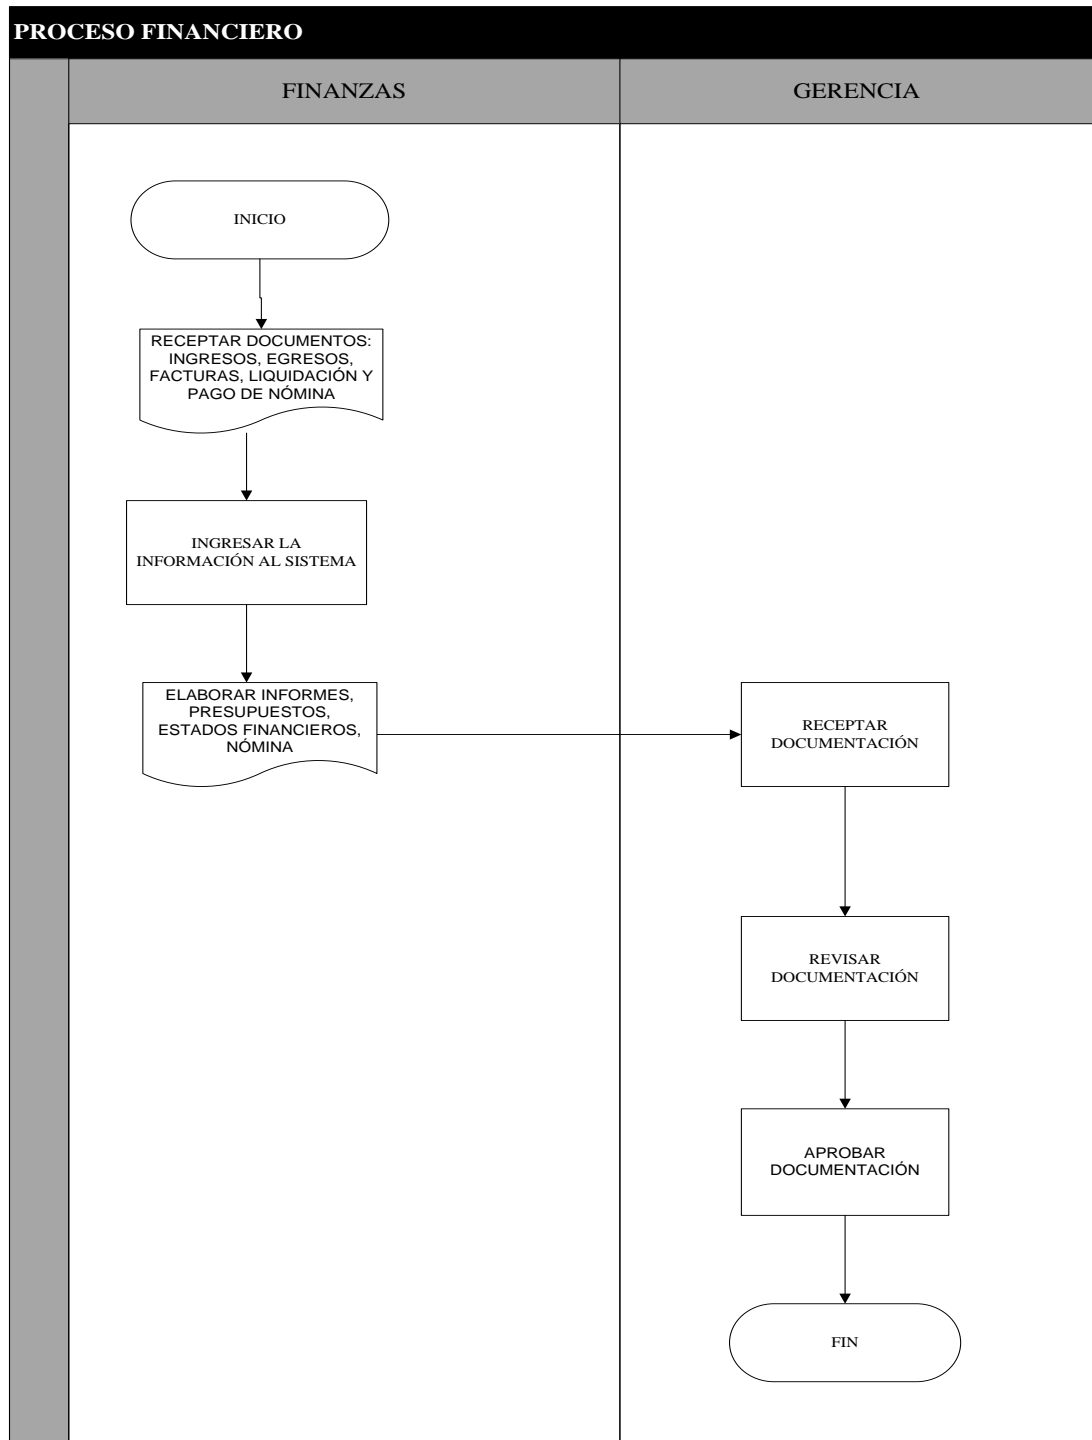 PROCESO FINANCIERO
FINANZAS
GERENCIA
INICIO
RECEPTAR DOCUMENTOS:
INGRESOS, EGRESOS,
FACTURAS, LIQUIDACIÓN Y
PAGO DE NÓMINA
INGRESAR LA
INFORMACIÓN AL SISTEMA
ELABORAR INFORMES,
PRESUPUESTOS,
ESTADOS FINANCIEROS,
NÓMINA
RECEPTAR
DOCUMENTACIÓN
REVISAR
DOCUMENTACIÓN
APROBAR
DOCUMENTACIÓN
FIN